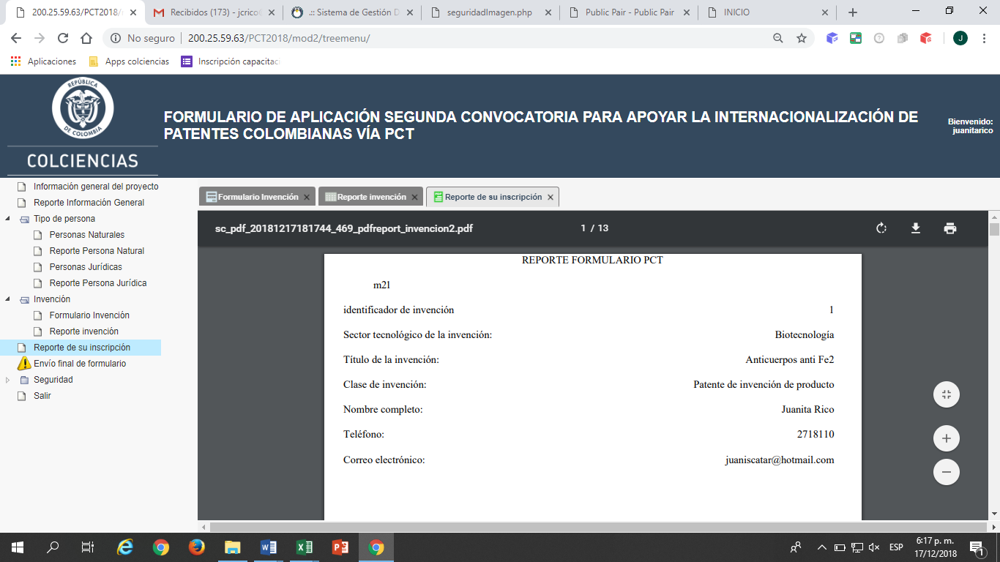 200.25.59.63/PCT2018/
Recibidos (173) - jcrico
.:: Sistema de Gestión D
seguridadImagen.php
Public Pair - Public Pair
INICIO
No seguro
200.25.59.63/PCT2018/mod2/treemenu/
J
Aplicaciones
Apps colciencias
Inscripción capacitaci
REPÚBLICA
DE COLOMBIA
COLCIENCIAS
FORMULARIO DE APLICACIÓN SEGUNDA CONVOCATORIA PARA APOYAR LA INTERNACIONALIZACIÓN DE
PATENTES COLOMBIANAS VÍA PCT
Bienvenido:
juanitarico
Información general del proyecto
Reporte Información General
Tipo de persona
Personas Naturales
Reporte Persona Natural
Personas Jurídicas
Reporte Persona Jurídica
Invención
Formulario Invención
Reporte invención
Reporte de su inscripción
Envío final de formulario
Seguridad
Salir
Formulario Invención
Reporte invención
Reporte de su inscripción
sc_pdf_20181217181744_469_pdfreport_invencion2.pdf
1 / 13
REPORTE FORMULARIO PCT
m2l
identificador de invención 1
Sector tecnológico de la invención: Biotecnología
Título de la invención: Anticuerpos anti Fe2
Clase de invención: Patente de invención de producto
Nombre completo: Juanita Rico
Teléfono: 2718110
Correo electrónico: juaniscatar@hotmail.com
ESP
6:17 p. m.
17/12/2018
1